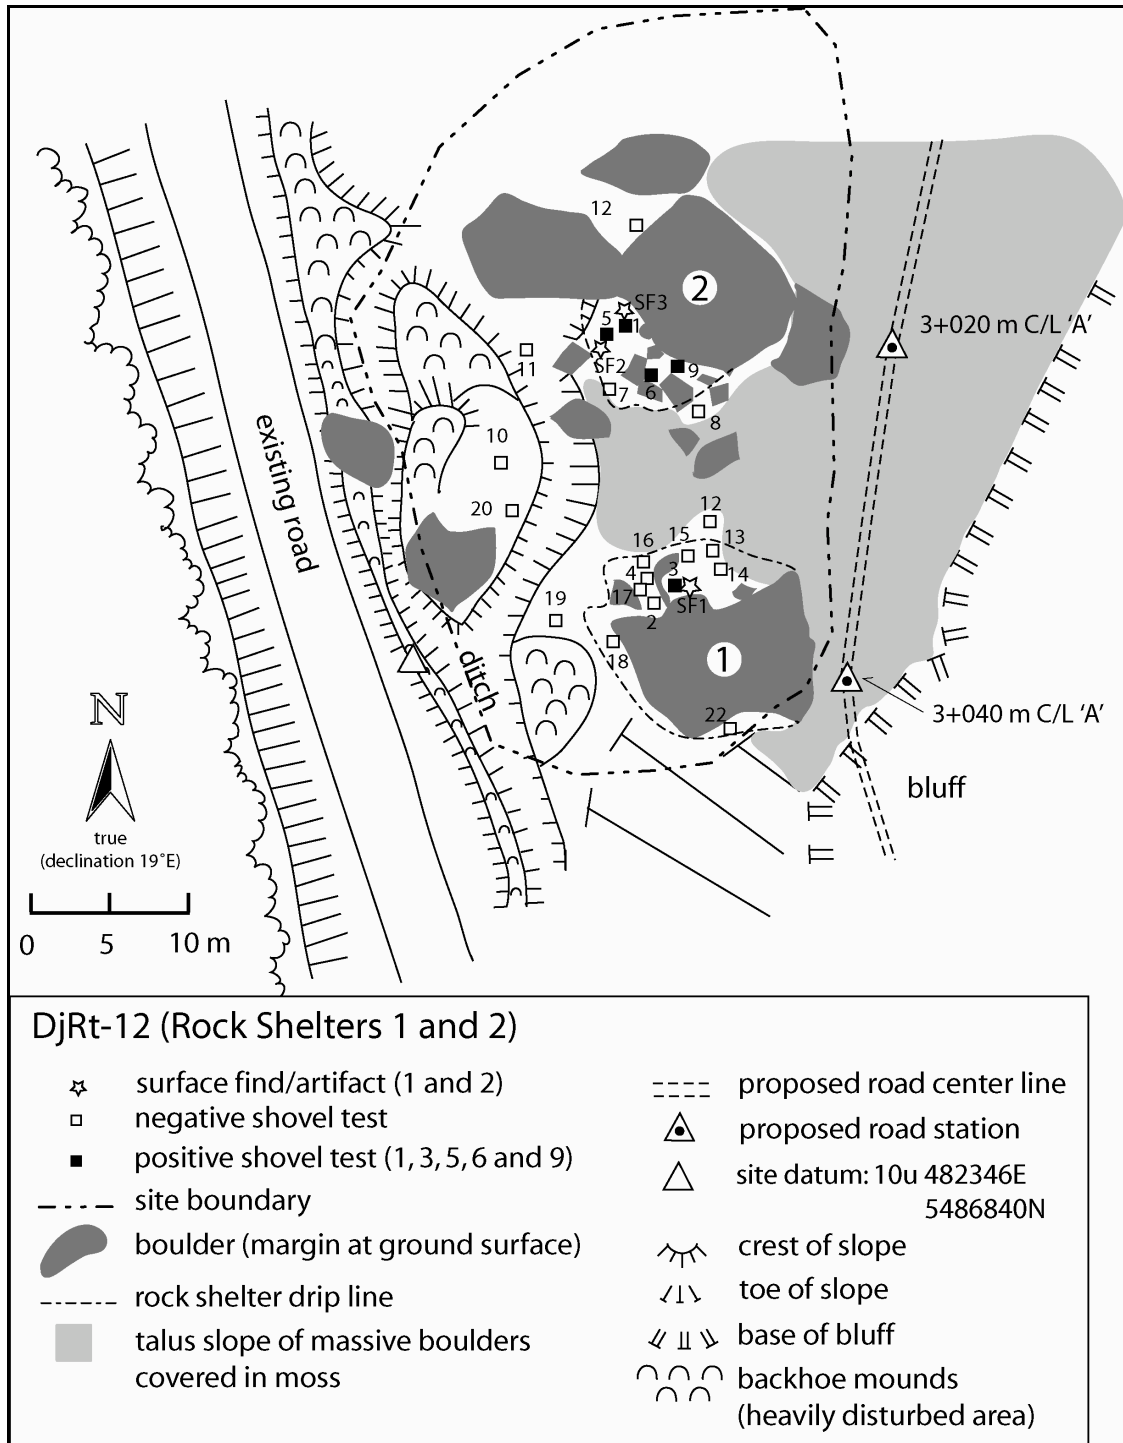 12
2
SF3
5
1
3+020 m C/L ‘A’
11
SF2
9
7
6
8
10
existing road
20
12
16
15
13
4
3
14
17
SF1
19
2
18
1
ditch
N
22
3+040 m C/L ‘A’
bluff
true
(declination 19°E)
0 5 10 m
DjRt-12 (Rock Shelters 1 and 2)
surface find/artifact (1 and 2)
negative shovel test
positive shovel test (1, 3, 5, 6 and 9)
site boundary
boulder (margin at ground surface)
rock shelter drip line
talus slope of massive boulders
covered in moss
proposed road center line
proposed road station
site datum: 10u 482346E
5486840N
crest of slope
toe of slope
base of bluff
backhoe mounds
(heavily disturbed area)